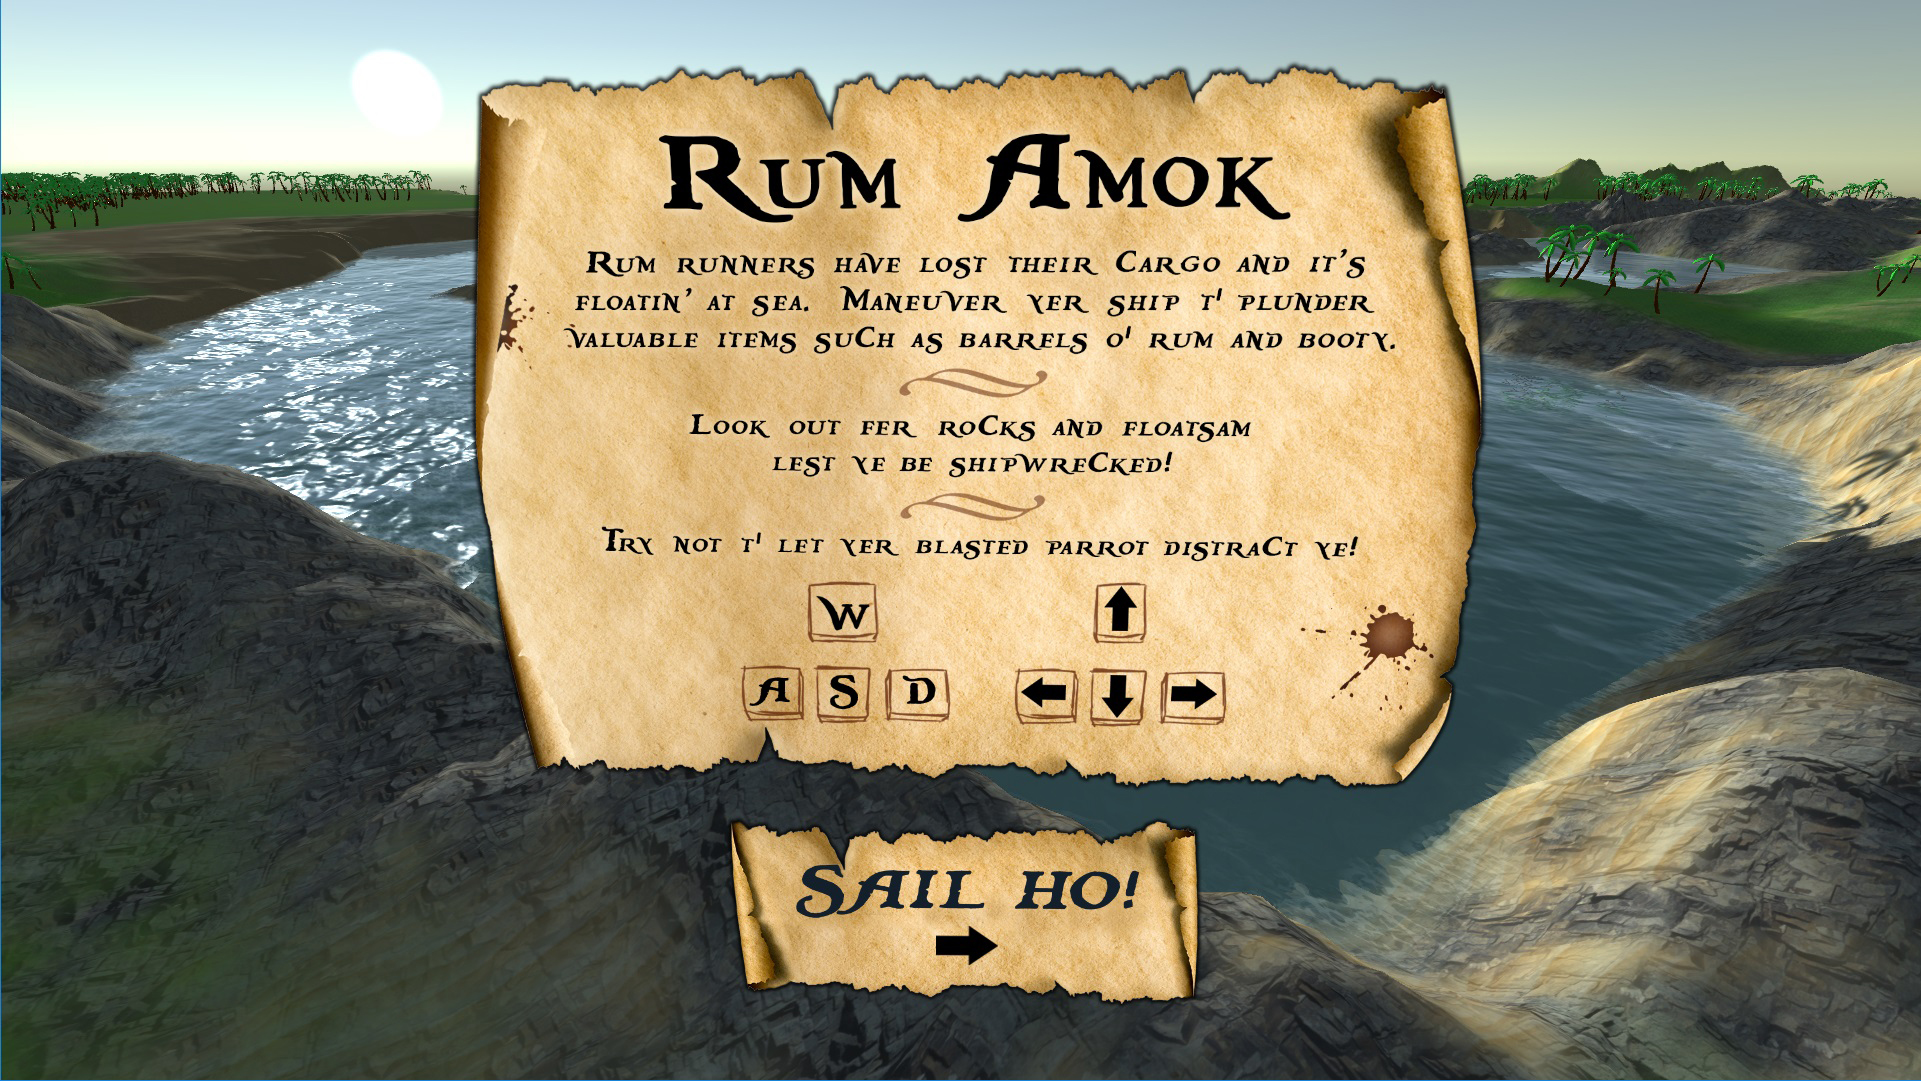 Rum Amok
Rum runners have lost their Cargo and it's
floatin' at sea. Maneuver yer ship t' plunder
valuable items such as barrels o' rum and booty.
Look out fer rocks and floatsam
lest ye be shipwrecked!
Try not t' let yer blasted parrot distract ye!
W
A S D
Sail ho!